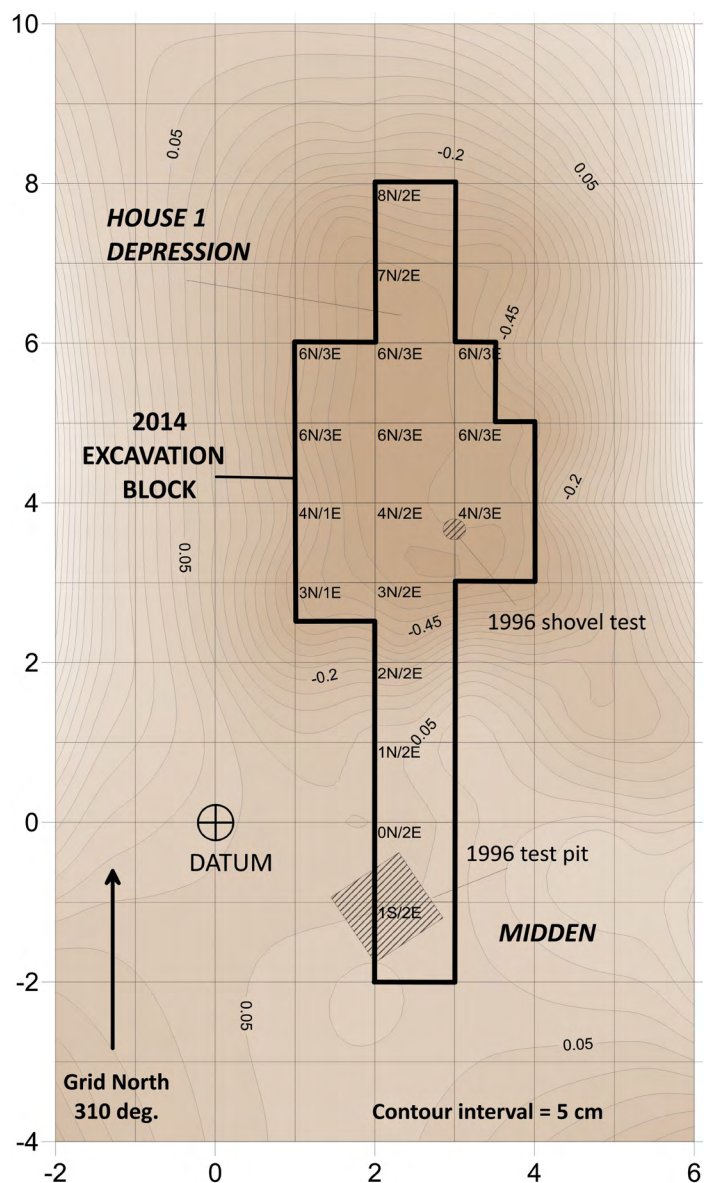 10
8
6
4
2
0
-2
-4
-2
0
2
4
6
0.05
-0.2
0.05
HOUSE 1
DEPRESSION
8N/2E
7N/2E
-0.45
6N/3E
6N/3E
6N/3E
2014
EXCAVATION
BLOCK
6N/3E
6N/3E
6N/3E
-0.2
4N/1E
4N/2E
4N/3E
0.05
3N/1E
3N/2E
1996 shovel test
-0.45
-0.2
2N/2E
0.05
1N/2E
0N/2E
DATUM
1996 test pit
1S/2E
MIDDEN
0.05
0.05
Grid North
310 deg.
Contour interval = 5 cm